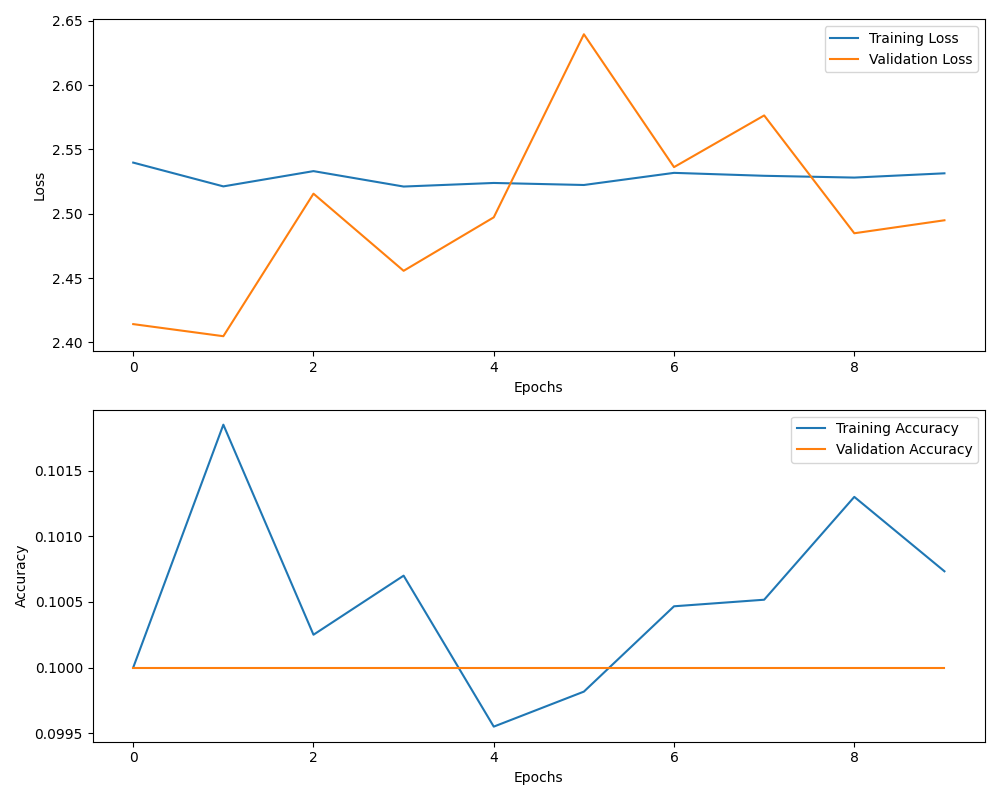 2.65
2.60
2.55
2.50
2.45
2.40
Loss
Training Loss
Validation Loss
0 2 4 6 8
Epochs
0.1015
0.1010
0.1005
0.1000
0.0995
Accuracy
Training Accuracy
Validation Accuracy
0 2 4 6 8
Epochs